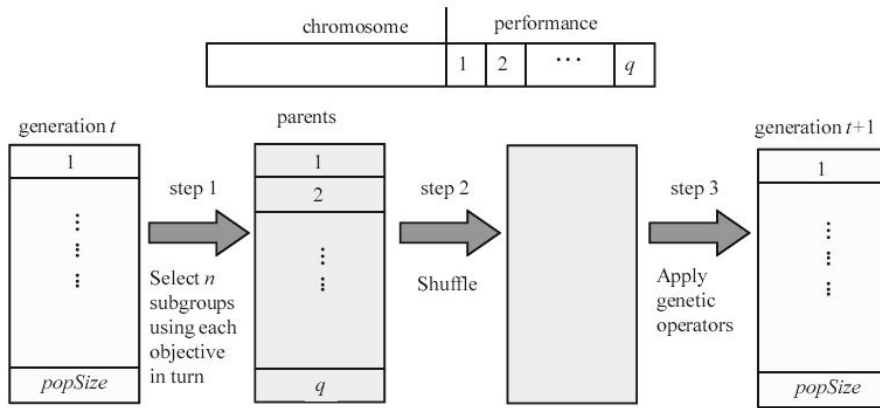 chromosome performance
1 2 ... q
generation t
parents
generation t+1
1
popSize
step 1
Select n
subgroups
using each
objective
in turn
1
2
q
step 2
Shuffle
step 3
Apply
genetic
operators
1
popSize